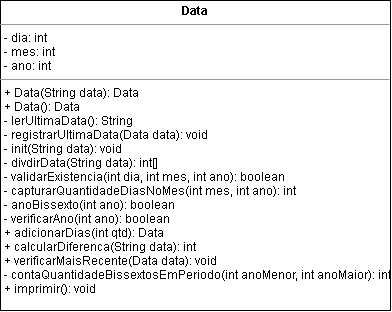 Data
- dia: int
- mes: int
- ano: int
+ Data(String data): Data
+ Data(): Data
- lerUltimaData(): String
- registrarUltimaData(Data data): void
- init(String data): void
- divdirData(String data): int[]
- validarExistencia(int dia, int mes, int ano): boolean
- capturarQuantidadeDiasNoMes(int mes, int ano): int
- anoBissexto(int ano): boolean
- verificarAno(int ano): boolean
+ adicionarDias(int qtd): Data
+ calcularDiferenca(String data): int
+ verificarMaisRecente(Data data): void
- contaQuantidadeBissextosEmPeriodo(int anoMenor, int anoMaior): int
+ imprimir(): void